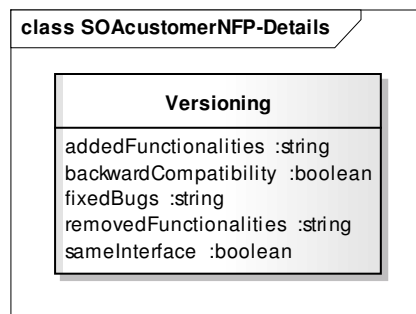 class SOAcustomerNFP-Details
Versioning
addedFunctionalities :string
backwardCompatibility :boolean
fixedBugs :string
removedFunctionalities :string
sameInterface :boolean